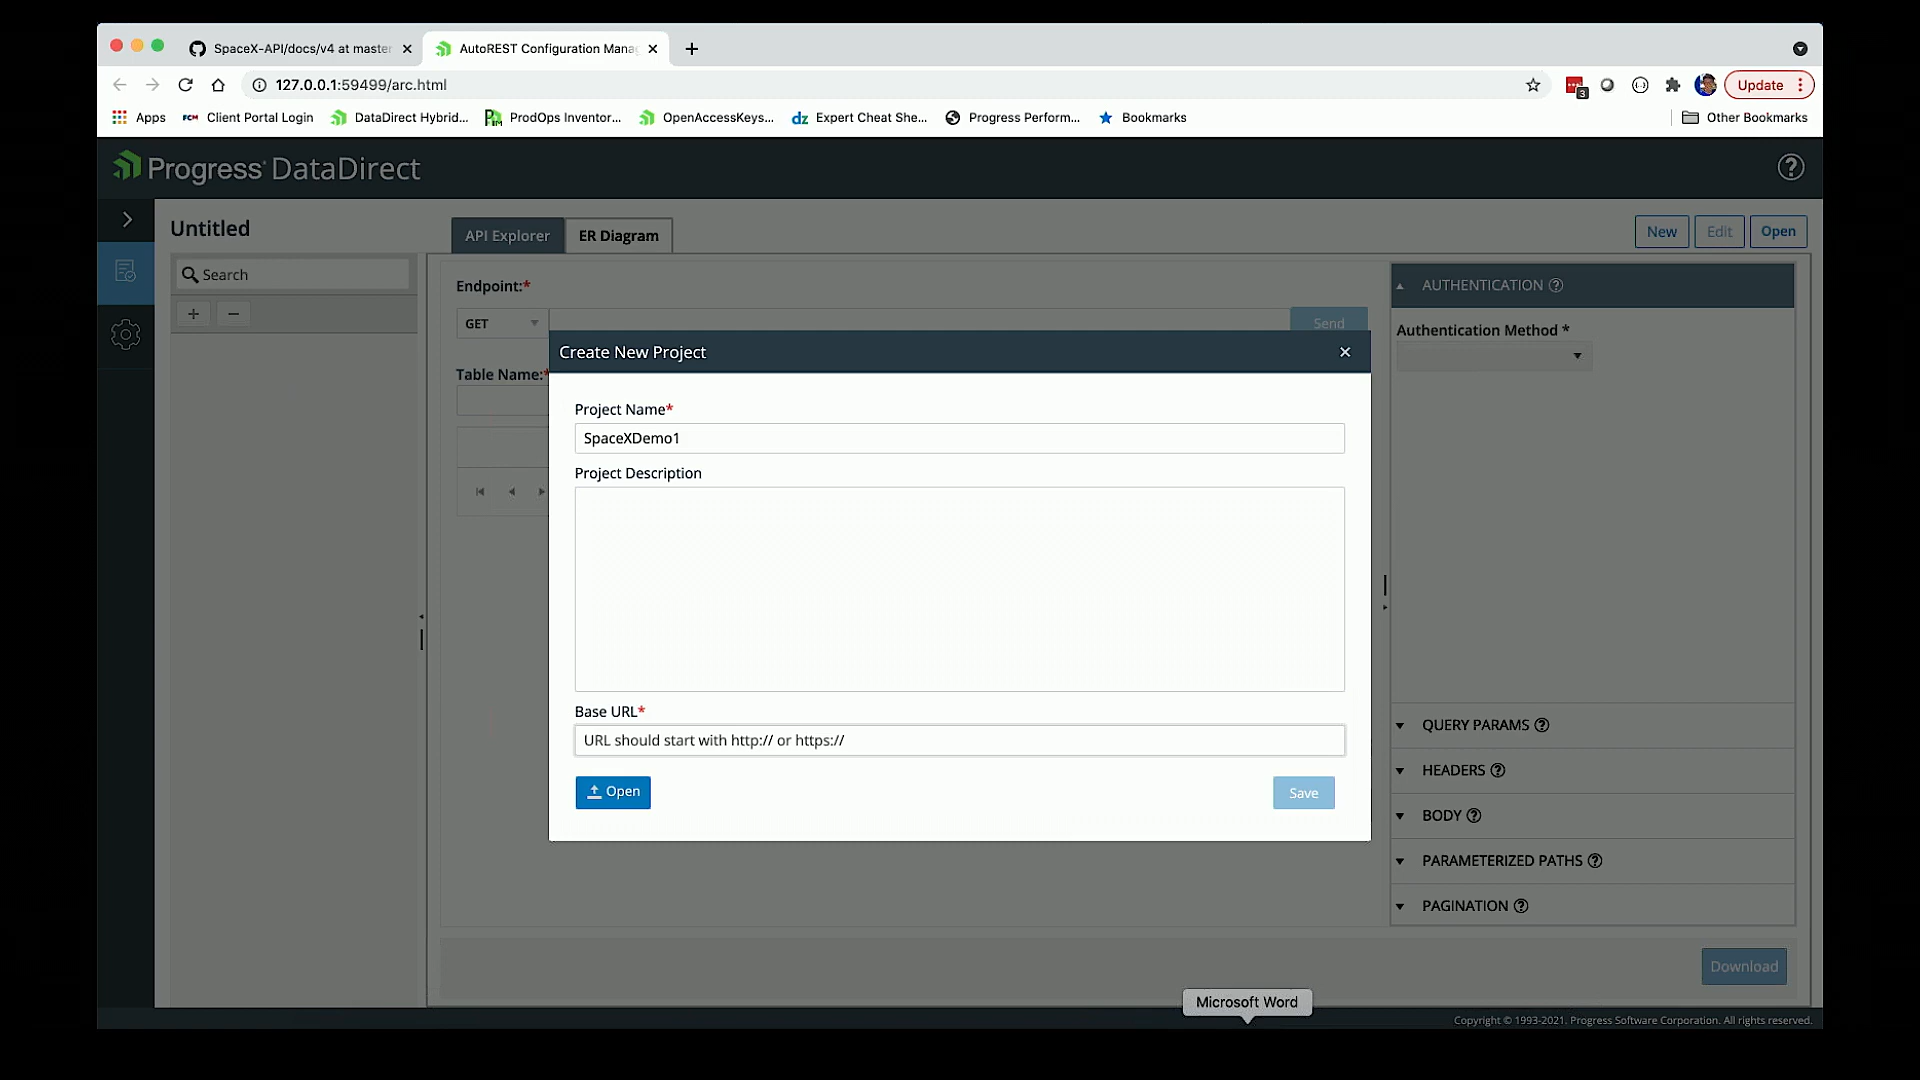 SpaceX-API/docs/v4 at master
AutoREST Configuration Mana
127.0.0.1:59499/arc.html
3
Update
Apps
Client Portal Login
DataDirect Hybrid...
ProdOps Inventor...
OpenAccessKeys...
dz Expert Cheat She...
Progress Perform...
Bookmarks
Other Bookmarks
Progress DataDirect
Untitled
API Explorer
ER Diagram
New
Edit
Open
Search
Endpoint:*
GET
Send
AUTHENTICATION
Authentication Method *
Table Name:*
Create New Project
Project Name*
SpaceXDemo1
Project Description
Base URL*
URL should start with http:// or https://
Open
Save
QUERY PARAMS
HEADERS
BODY
PARAMETERIZED PATHS
PAGINATION
Download
Microsoft Word
Copyright © 1993-2021. Progress Software Corporation. All rights reserved.